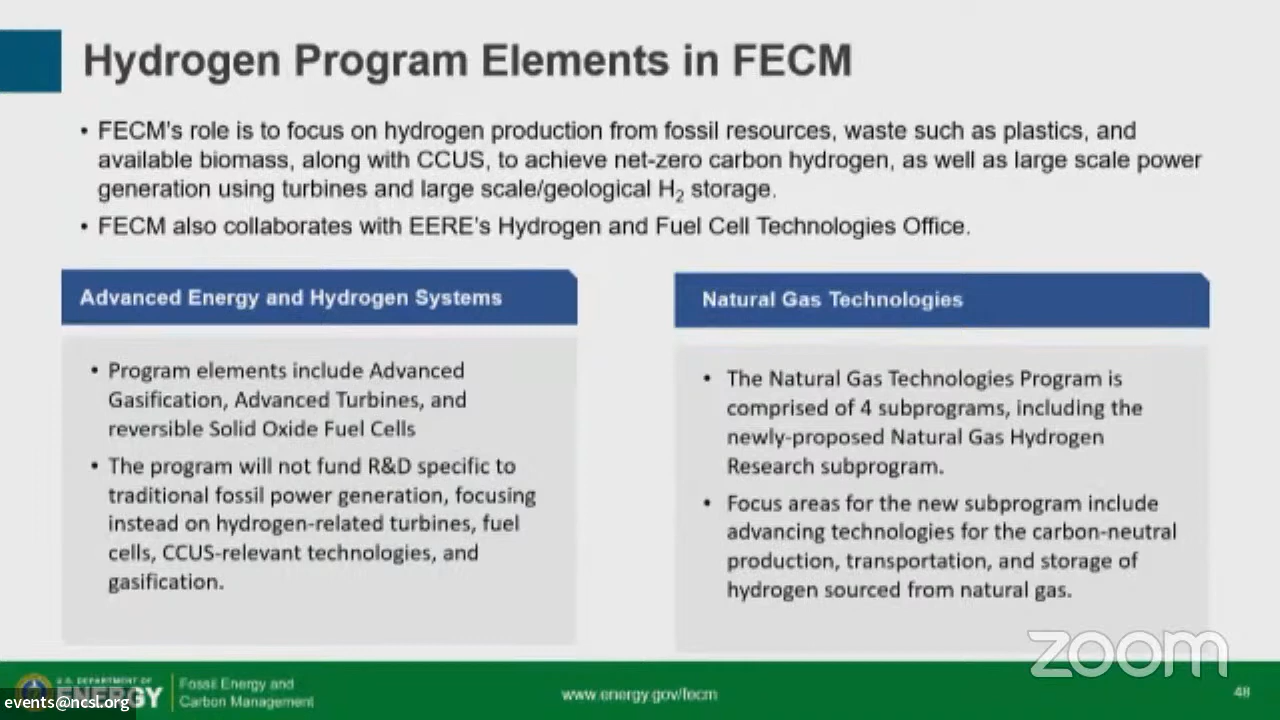 Hydrogen Program Elements in FECM
• FECM's role is to focus on hydrogen production from fossil resources, waste such as plastics, and
available biomass, along with CCUS, to achieve net-zero carbon hydrogen, as well as large scale power
generation using turbines and large scale/geological H₂ storage.
• FECM also collaborates with EERE's Hydrogen and Fuel Cell Technologies Office.
Advanced Energy and Hydrogen Systems
• Program elements include Advanced
Gasification, Advanced Turbines, and
reversible Solid Oxide Fuel Cells
• The program will not fund R&D specific to
traditional fossil power generation, focusing
instead on hydrogen-related turbines, fuel
cells, CCUS-relevant technologies, and
gasification.
Natural Gas Technologies
• The Natural Gas Technologies Program is
comprised of 4 subprograms, including the
newly-proposed Natural Gas Hydrogen
Research subprogram.
• Focus areas for the new subprogram include
advancing technologies for the carbon-neutral
production, transportation, and storage of
hydrogen sourced from natural gas.
zoom
U.S. DEPARTMENT OF
ENERGY
Fossil Energy and
Carbon Management
www.energy.gov/fecm
48
events@ncsl.org